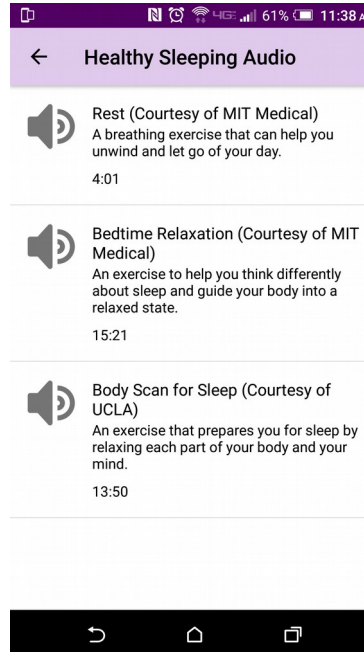 4G 61% 11:38 A
Healthy Sleeping Audio
Rest (Courtesy of MIT Medical)
A breathing exercise that can help you
unwind and let go of your day.
4:01
Bedtime Relaxation (Courtesy of MIT
Medical)
An exercise to help you think differently
about sleep and guide your body into a
relaxed state.
15:21
Body Scan for Sleep (Courtesy of
UCLA)
An exercise that prepares you for sleep by
relaxing each part of your body and your
mind.
13:50